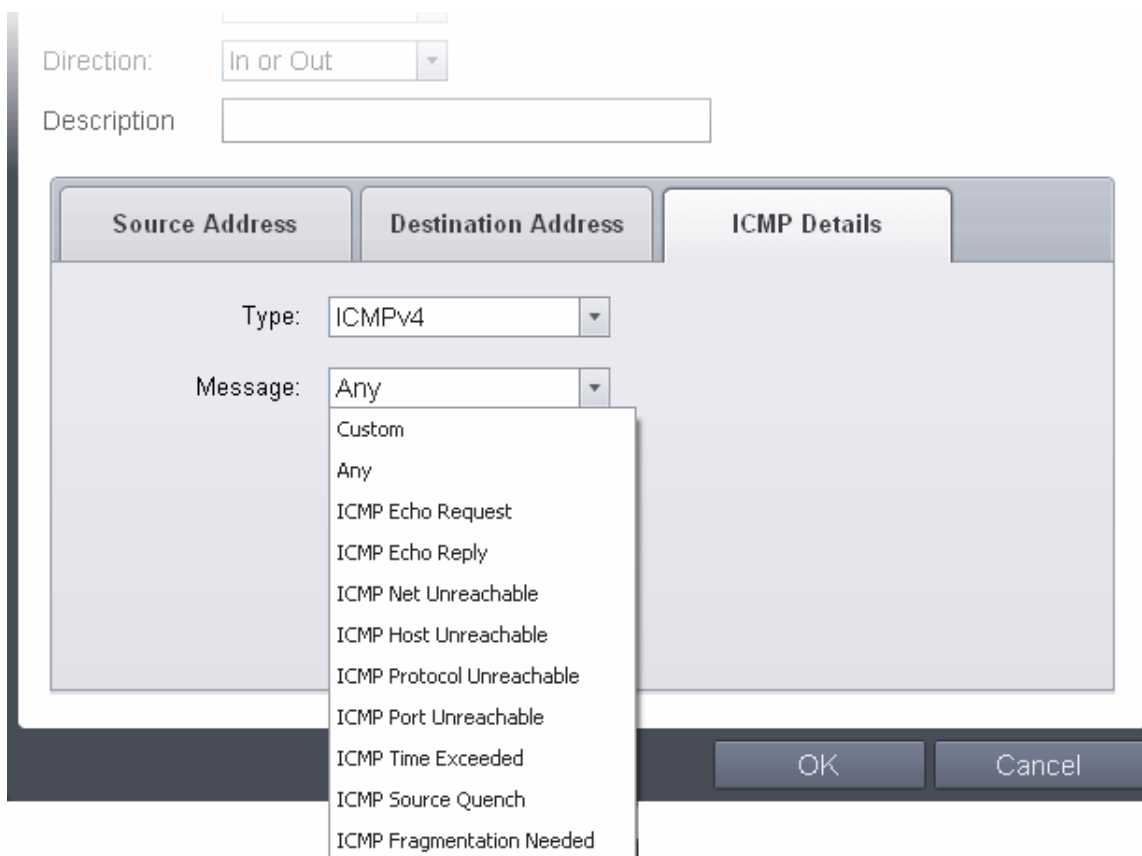 Direction: In or Out
Description
Source Address Destination Address ICMP Details
Type: ICMPv4
Message: Any
Custom
Any
ICMP Echo Request
ICMP Echo Reply
ICMP Net Unreachable
ICMP Host Unreachable
ICMP Protocol Unreachable
ICMP Port Unreachable
ICMP Time Exceeded
OK Cancel
ICMP Source Quench
ICMP Fragmentation Needed